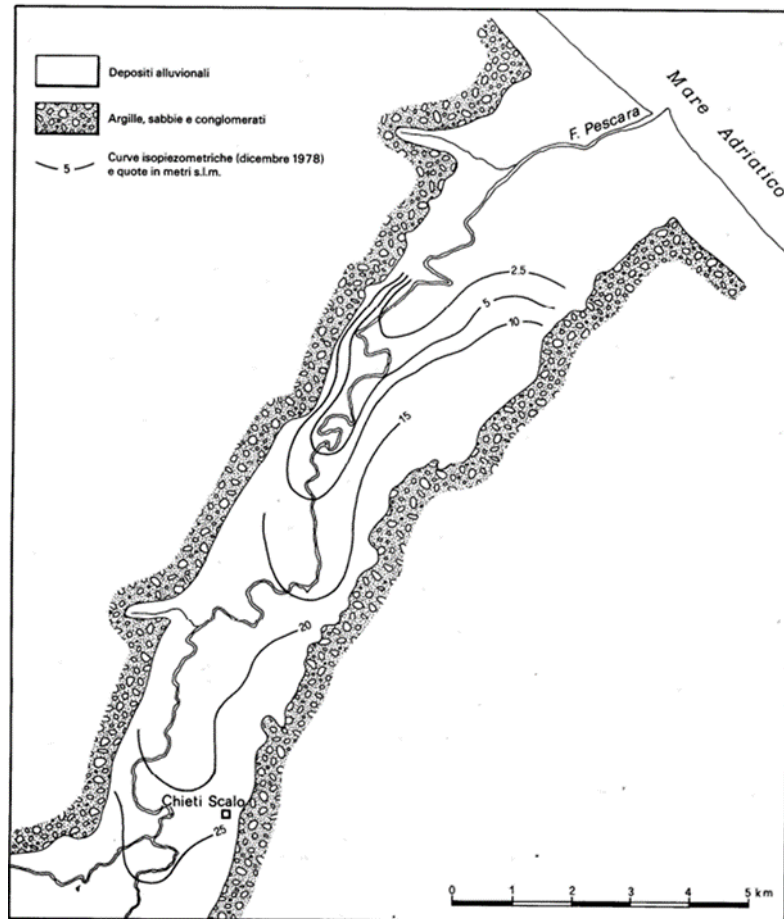 Depositi alluvionali
Argille, sabbie e conglomerati
5
Curve isopiezometriche (dicembre 1978)
e quote in metri s.l.m.
F. Pescara
Mare Adriatico
2.5
5
10
15
20
Chieti Scalo
25
0 1 2 3 4 5 km